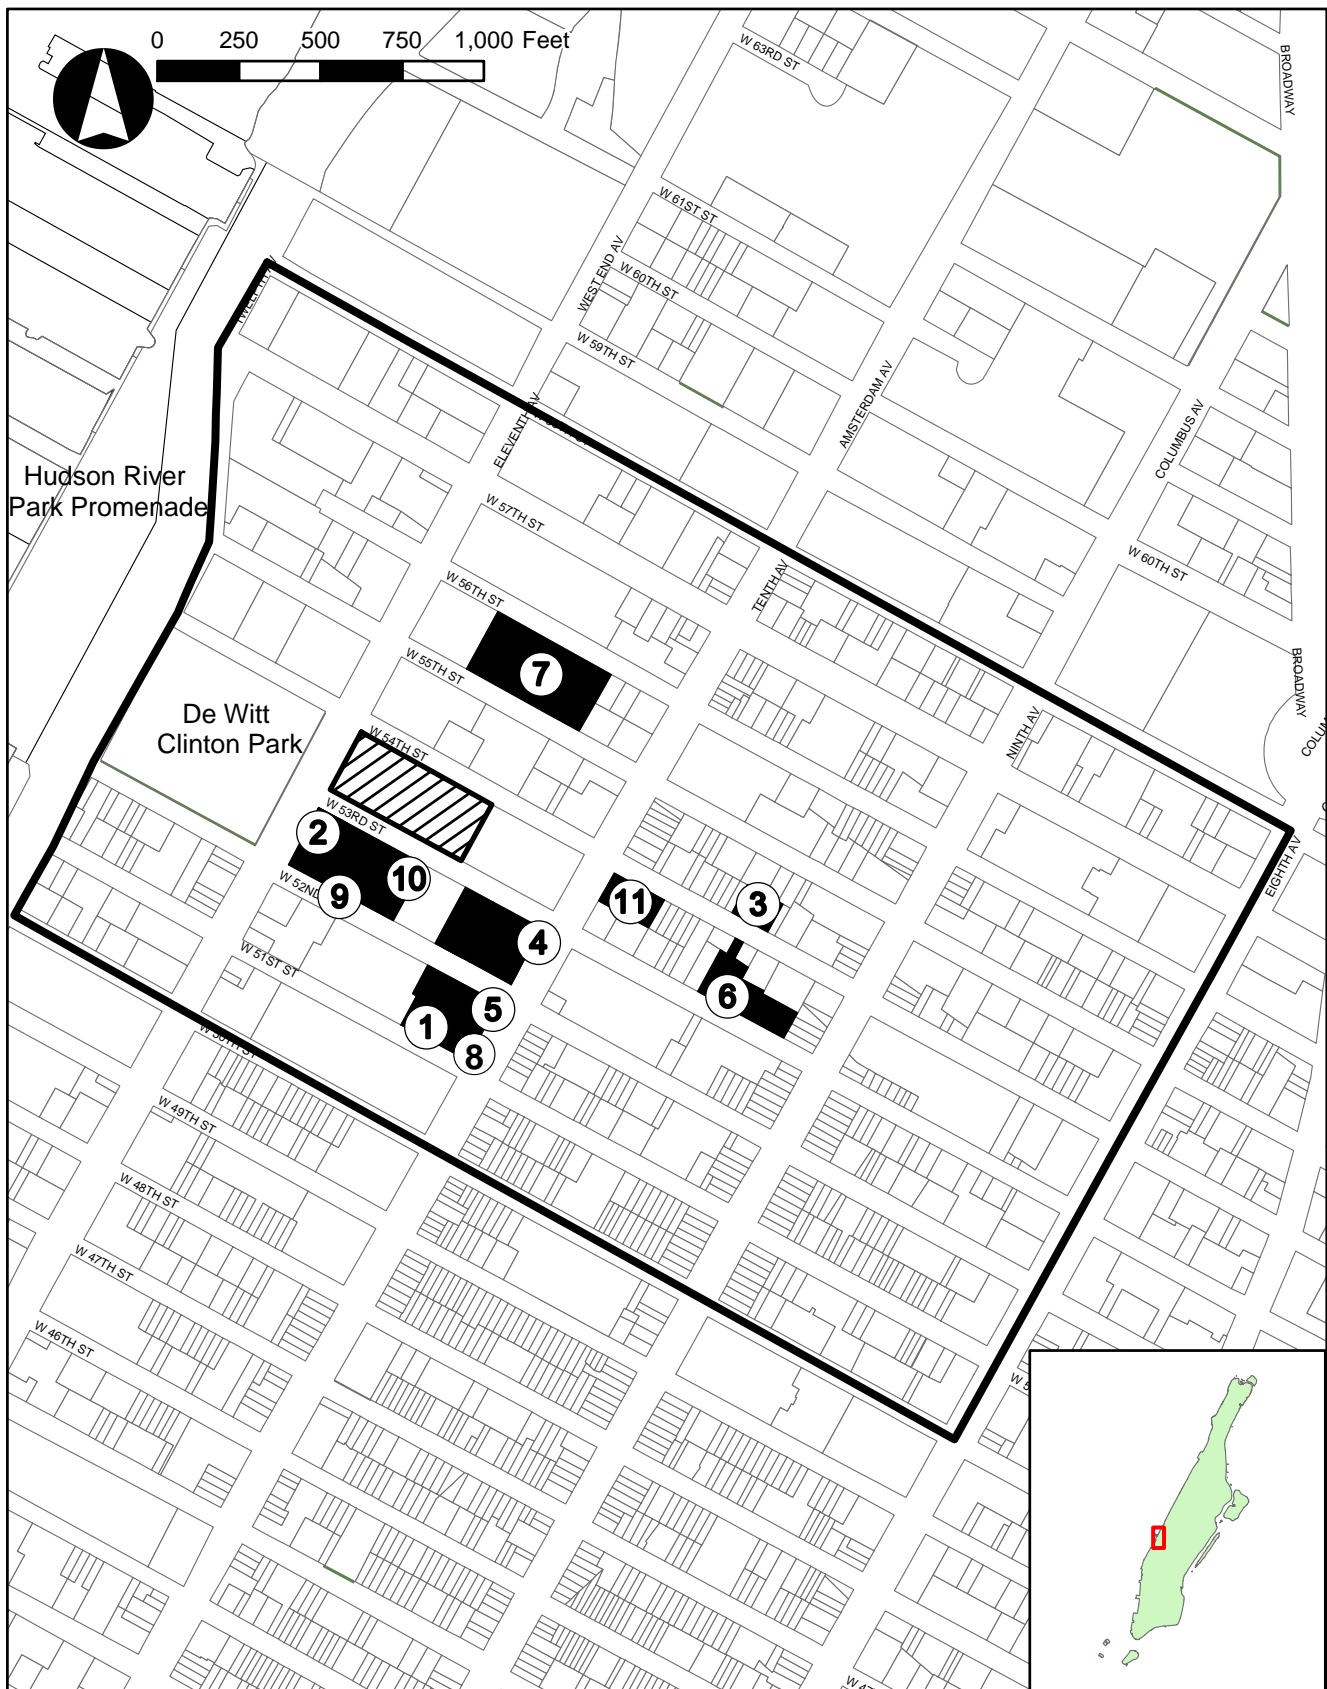 0 250 500 750 1,000 Feet
W 63RD ST
BROADWAY
W 61ST ST
WEST END AV
W 60TH ST
W 59TH ST
AMSTERDAM AV
COLUMBUS AV
ELEVENTH AV
Hudson River
Park Promenade
W 57TH ST
W 60TH ST
TENTH AV
W 56TH ST
BROADWAY
W 55TH ST
7
NINTH AV
De Witt
Clinton Park
W 54TH ST
W 53RD ST
2
EIGHTH AV
10
W 52ND
9
11
3
4
W 51ST ST
6
5
1
8
W 49TH ST
W 48TH ST
W 47TH ST
W 46TH ST